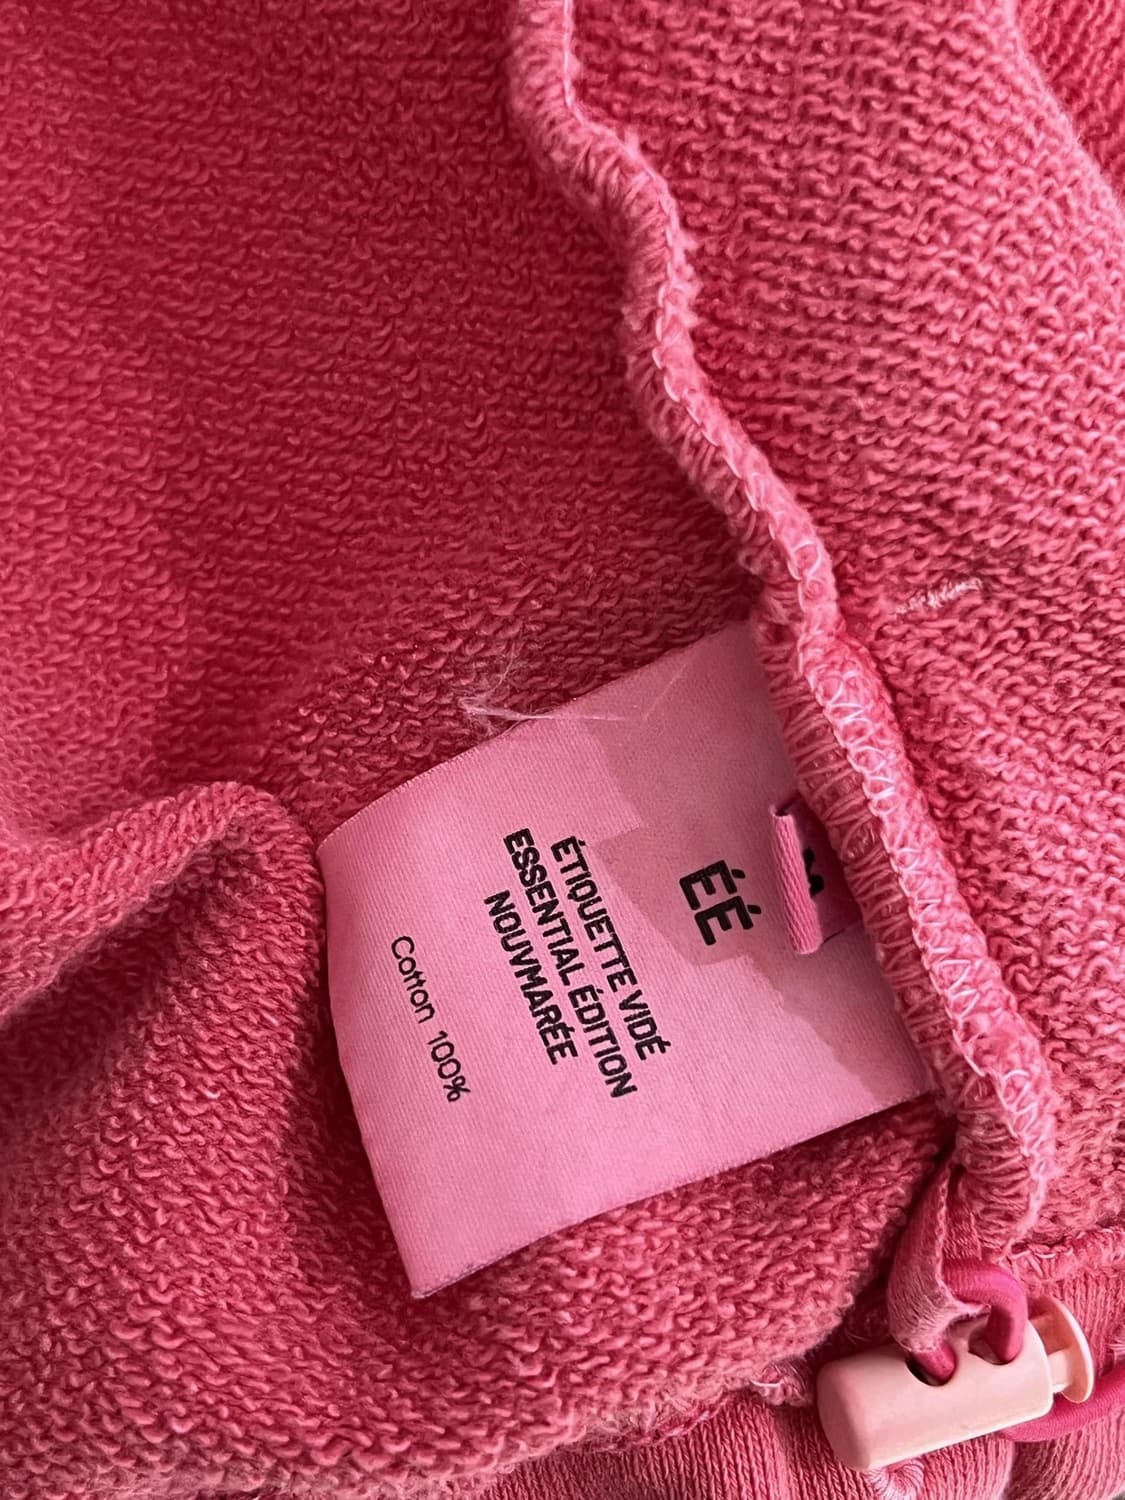 ÉÉ
ÉTIQUETTE VIDÉ
ESSENTIAL ÉDITION
NOUVMARÉE
Cotton 100%